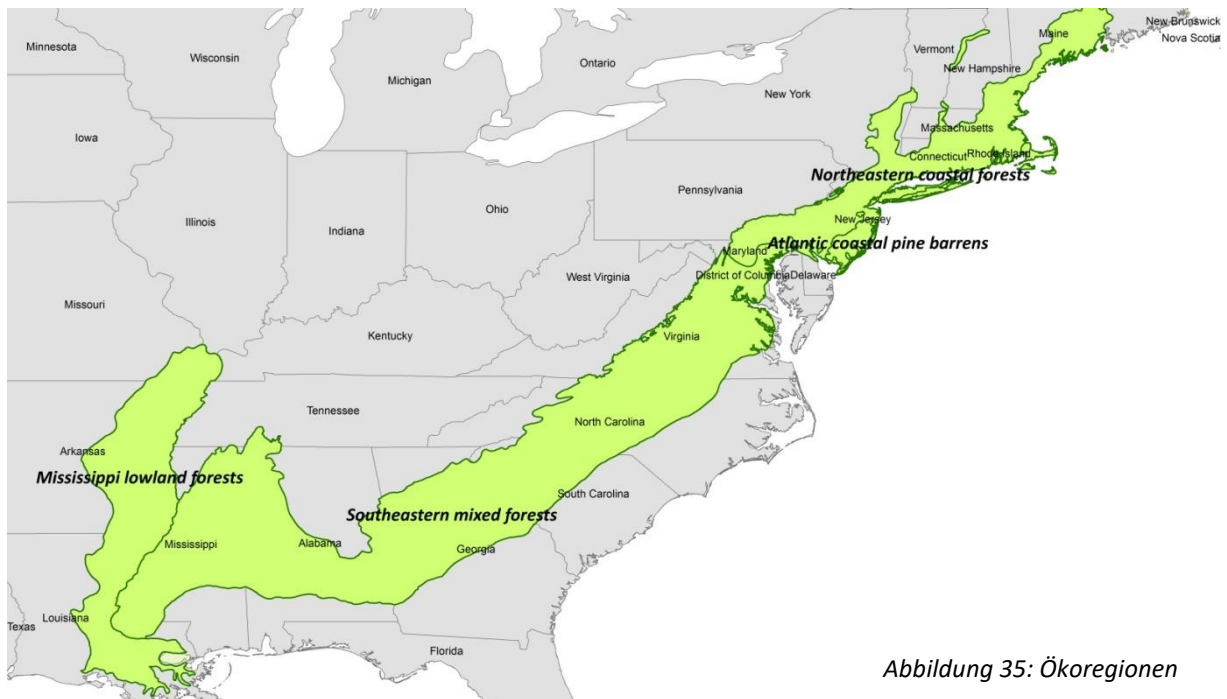 New Brunswick
Maine
Nova Scotia
Minnesota
Wisconsin
Ontario
Vermont
New Hampshire
Michigan
New York
Massachusetts
Iowa
Connecticut
Rhode Island
Northeastern coastal forests
Pennsylvania
Illinois
Indiana
Ohio
New Jersey
Atlantic coastal pine barrens
Maryland
West Virginia
District of Columbia
Delaware
Missouri
Kentucky
Virginia
Tennessee
North Carolina
Arkansas
Mississippi lowland forests
South Carolina
Southeastern mixed forests
Mississippi
Alabama
Georgia
Louisiana
Texas
Florida
Abbildung 35: Ökoregionen